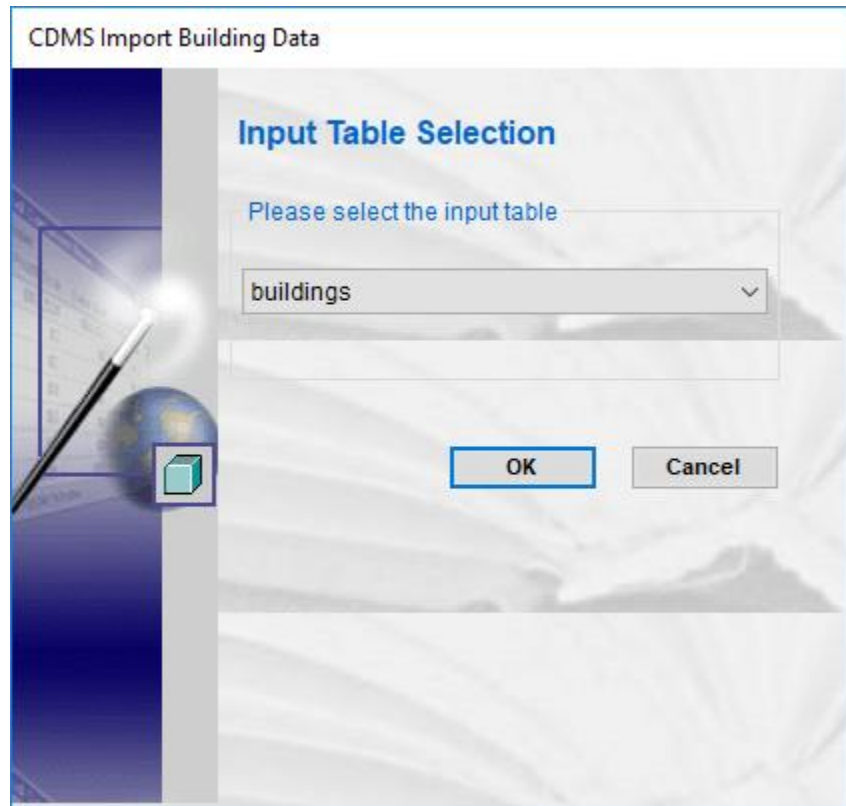 CDMS Import Building Data
Input Table Selection
Please select the input table
buildings
OK
Cancel